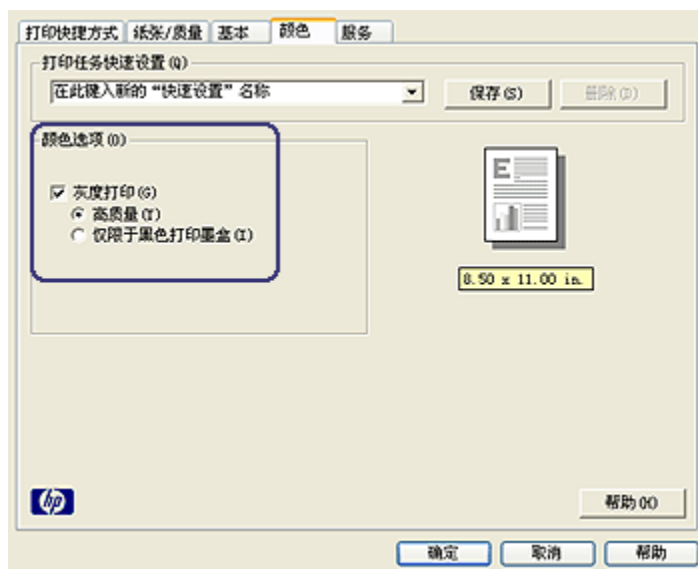 打印快捷方式 纸张/质量 基本 颜色 服务
打印任务快速设置(Q)
在此键入新的“快速设置”名称 保存(S) 删除(D)
颜色选项(O)
E
灰度打印(G)
高质量(Y)
仅限于黑色打印墨盒(I)
8.50 x 11.00 in.
hp 帮助(H)
确定 取消 帮助